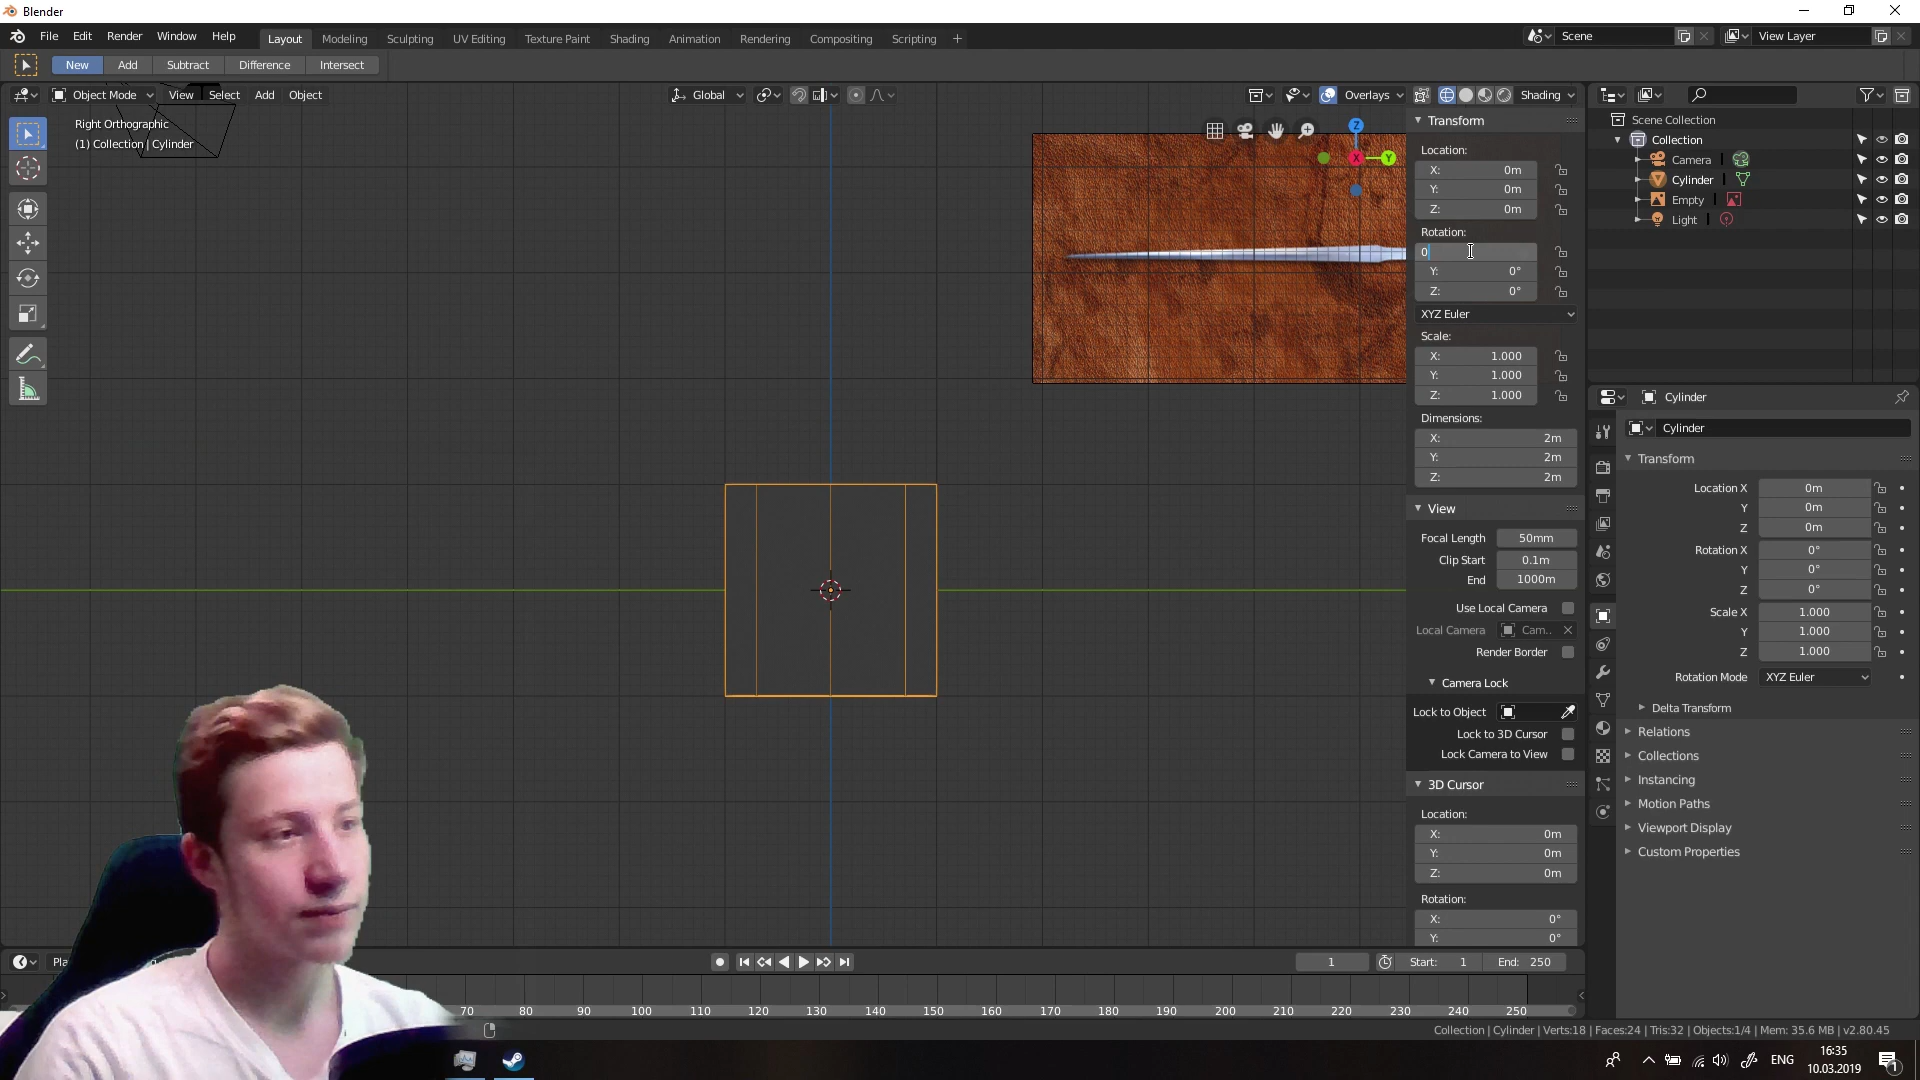 Blender
File Edit Render Window Help Layout Modeling Sculpting UV Editing Texture Paint Shading Animation Rendering Compositing Scripting + Scene View Layer
New Add Subtract Difference Intersect
Object Mode View Select Add Object Global Overlays Shading
Right Orthographic
(1) Collection | Cylinder
Z
X
Y
Transform
Location:
X: 0m
Y: 0m
Z: 0m
Rotation:
0
Y: 0°
Z: 0°
XYZ Euler
Scale:
X: 1.000
Y: 1.000
Z: 1.000
Dimensions:
X: 2m
Y: 2m
Z: 2m
View
Focal Length 50mm
Clip Start 0.1m
End 1000m
Use Local Camera
Local Camera Cam..
Render Border
Camera Lock
Lock to Object
Lock to 3D Cursor
Lock Camera to View
3D Cursor
Location:
X: 0m
Y: 0m
Z: 0m
Rotation:
X: 0°
Y: 0°
Scene Collection
Collection
Camera
Cylinder
Empty
Light
Cylinder
Cylinder
Transform
Location X 0m
Y 0m
Z 0m
Rotation X 0°
Y 0°
Z 0°
Scale X 1.000
Y 1.000
Z 1.000
Rotation Mode XYZ Euler
Delta Transform
Relations
Collections
Instancing
Motion Paths
Viewport Display
Custom Properties
Pla
1 Start: 1 End: 250
70 80 90 100 110 120 130 140 150 160 170 180 190 200 210 220 230 240 250
Collection | Cylinder | Verts:18 | Faces:24 | Tris:32 | Objects:1/4 | Mem: 35.6 MB | v2.80.45
ENG
16:35
10.03.2019
1